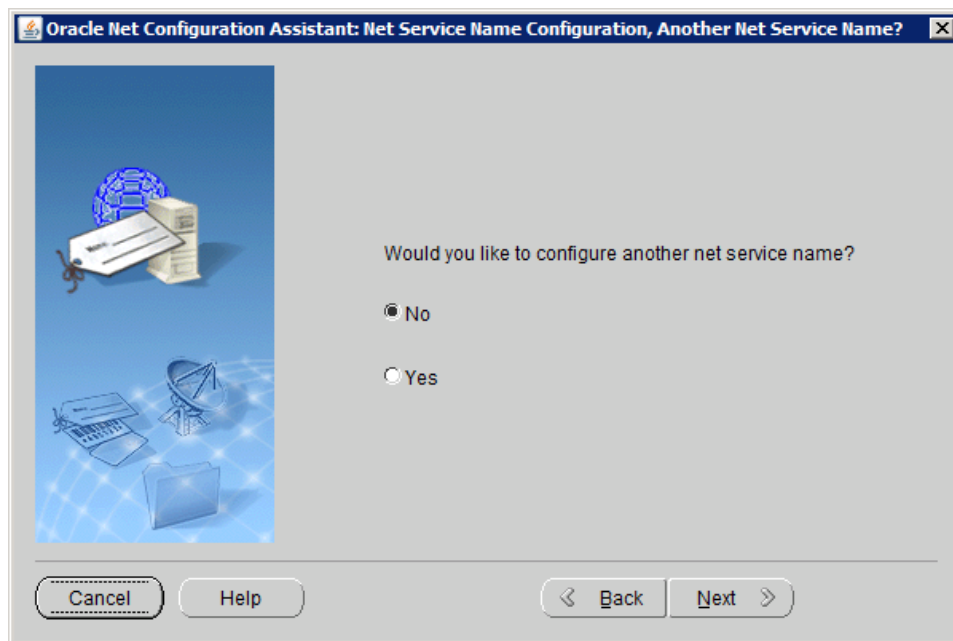 Oracle Net Configuration Assistant: Net Service Name Configuration, Another Net Service Name?
Would you like to configure another net service name?
No
Yes
Cancel
Help
Back
Next